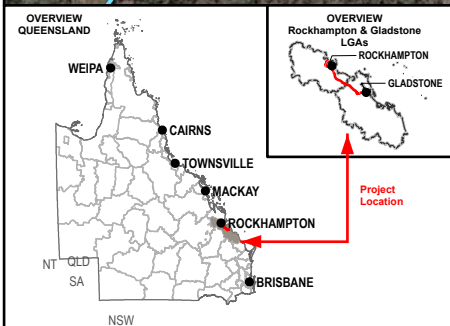 OVERVIEW
QUEENSLAND
WEIPA
CAIRNS
TOWNSVILLE
MACKAY
ROCKHAMPTON
BRISBANE
NT
QLD
SA
NSW
OVERVIEW
Rockhampton & Gladstone
LGAs
ROCKHAMPTON
GLADSTONE
Project
Location